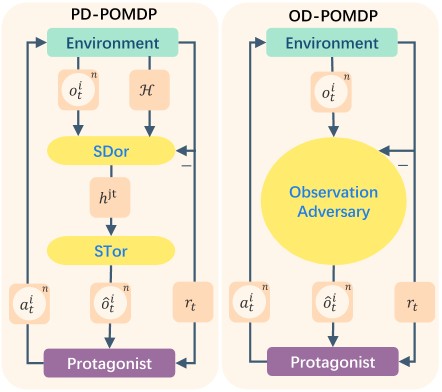 PD-POMDP
Environment
o_t^i n
ℋ
SDor
−
h^jt
STor
a_t^i n
ô_t^i n
r_t
Protagonist
OD-POMDP
Environment
o_t^i n
−
Observation
Adversary
a_t^i n
ô_t^i n
r_t
Protagonist